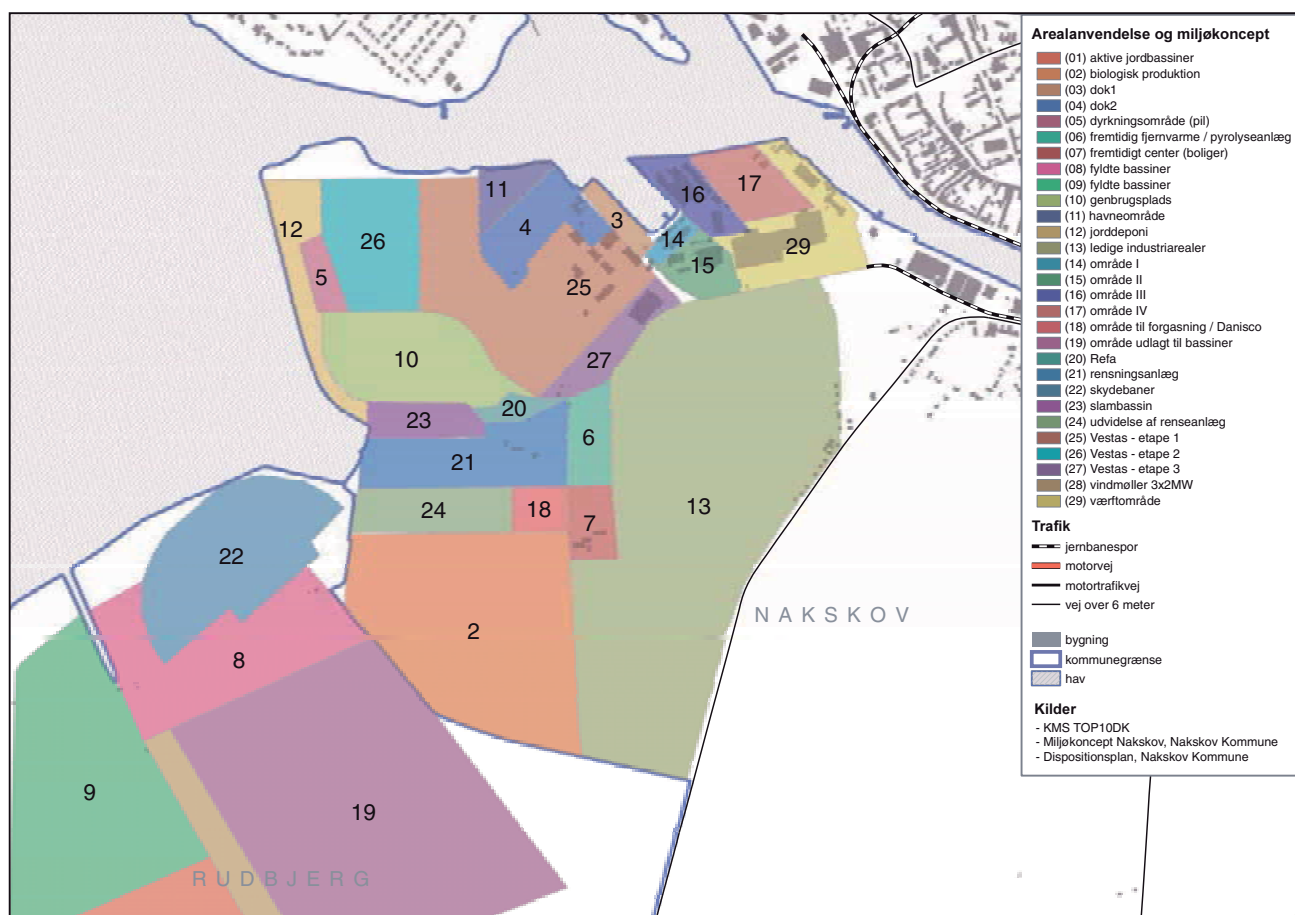 11
16
17
3
4
12
26
14
29
15
5
25
10
27
20
23
6
21
24
18
7
13
22
NAKSKOV
2
8
9
19
RUDBJERG
Arealanvendelse og miljøkoncept
(01) aktive jordbassiner
(02) biologisk produktion
(03) dok1
(04) dok2
(05) dyrkningsområde (pil)
(06) fremtidig fjernvarme / pyrolyseanlæg
(07) fremtidigt center (boliger)
(08) fyldte bassiner
(09) fyldte bassiner
(10) genbrugsplads
(11) havneområde
(12) jorddeponi
(13) ledige industriarealer
(14) område I
(15) område II
(16) område III
(17) område IV
(18) område til forgasning / Danisco
(19) område udlagt til bassiner
(20) Refa
(21) rensningsanlæg
(22) skydebaner
(23) slambassin
(24) udvidelse af renseanlæg
(25) Vestas - etape 1
(26) Vestas - etape 2
(27) Vestas - etape 3
(28) vindmøller 3x2MW
(29) værftområde
Trafik
jernbanespor
motorvej
motortrafikvej
vej over 6 meter
bygning
kommunegrænse
hav
Kilder
- KMS TOP10DK
- Miljøkoncept Nakskov, Nakskov Kommune
- Dispositionsplan, Nakskov Kommune